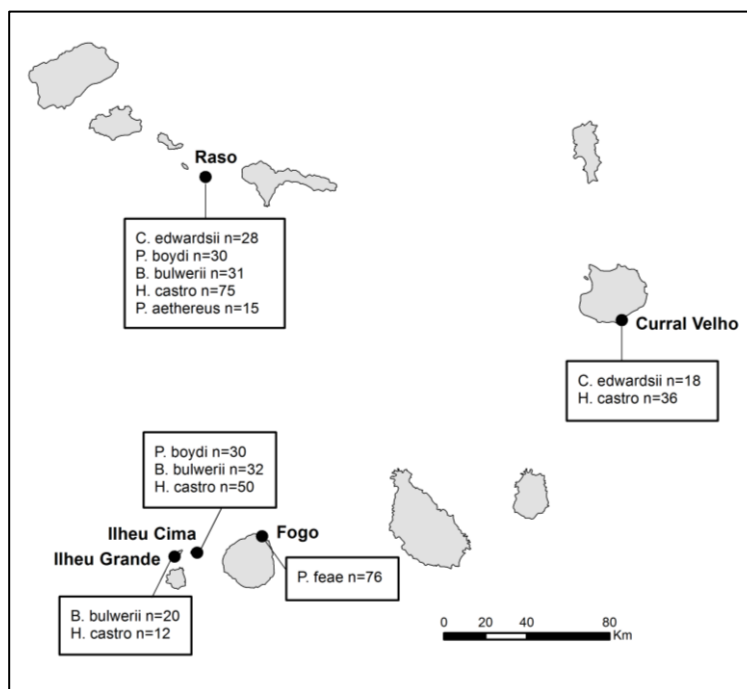 Raso
C. edwardsii n=28
P. boydi n=30
B. bulwerii n=31
H. castro n=75
P. aethereus n=15
Curral Velho
C. edwardsii n=18
H. castro n=36
P. boydi n=30
B. bulwerii n=32
H. castro n=50
Ilheu Cima
Fogo
Ilheu Grande
P. feae n=76
B. bulwerii n=20
H. castro n=12
0 20 40 80
Km